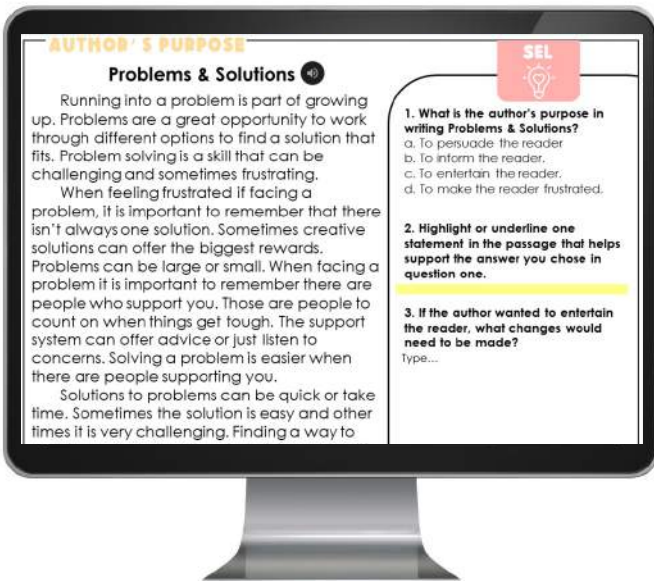 AUTHOR'S PURPOSE
Problems & Solutions
Running into a problem is part of growing
up. Problems are a great opportunity to work
through different options to find a solution that
fits. Problem solving is a skill that can be
challenging and sometimes frustrating.
When feeling frustrated if facing a
problem, it is important to remember that there
isn't always one solution. Sometimes creative
solutions can offer the biggest rewards.
Problems can be large or small. When facing a
problem it is important to remember there are
people who support you. Those are people to
count on when things get tough. The support
system can offer advice or just listen to
concerns. Solving a problem is easier when
there are people supporting you.
Solutions to problems can be quick or take
time. Sometimes the solution is easy and other
times it is very challenging. Finding a way to
SEL
1. What is the author's purpose in
writing Problems & Solutions?
a. To persuade the reader
b. To inform the reader.
c. To entertain the reader.
d. To make the reader frustrated.
2. Highlight or underline one
statement in the passage that helps
support the answer you chose in
question one.
3. If the author wanted to entertain
the reader, what changes would
need to be made?
Type...